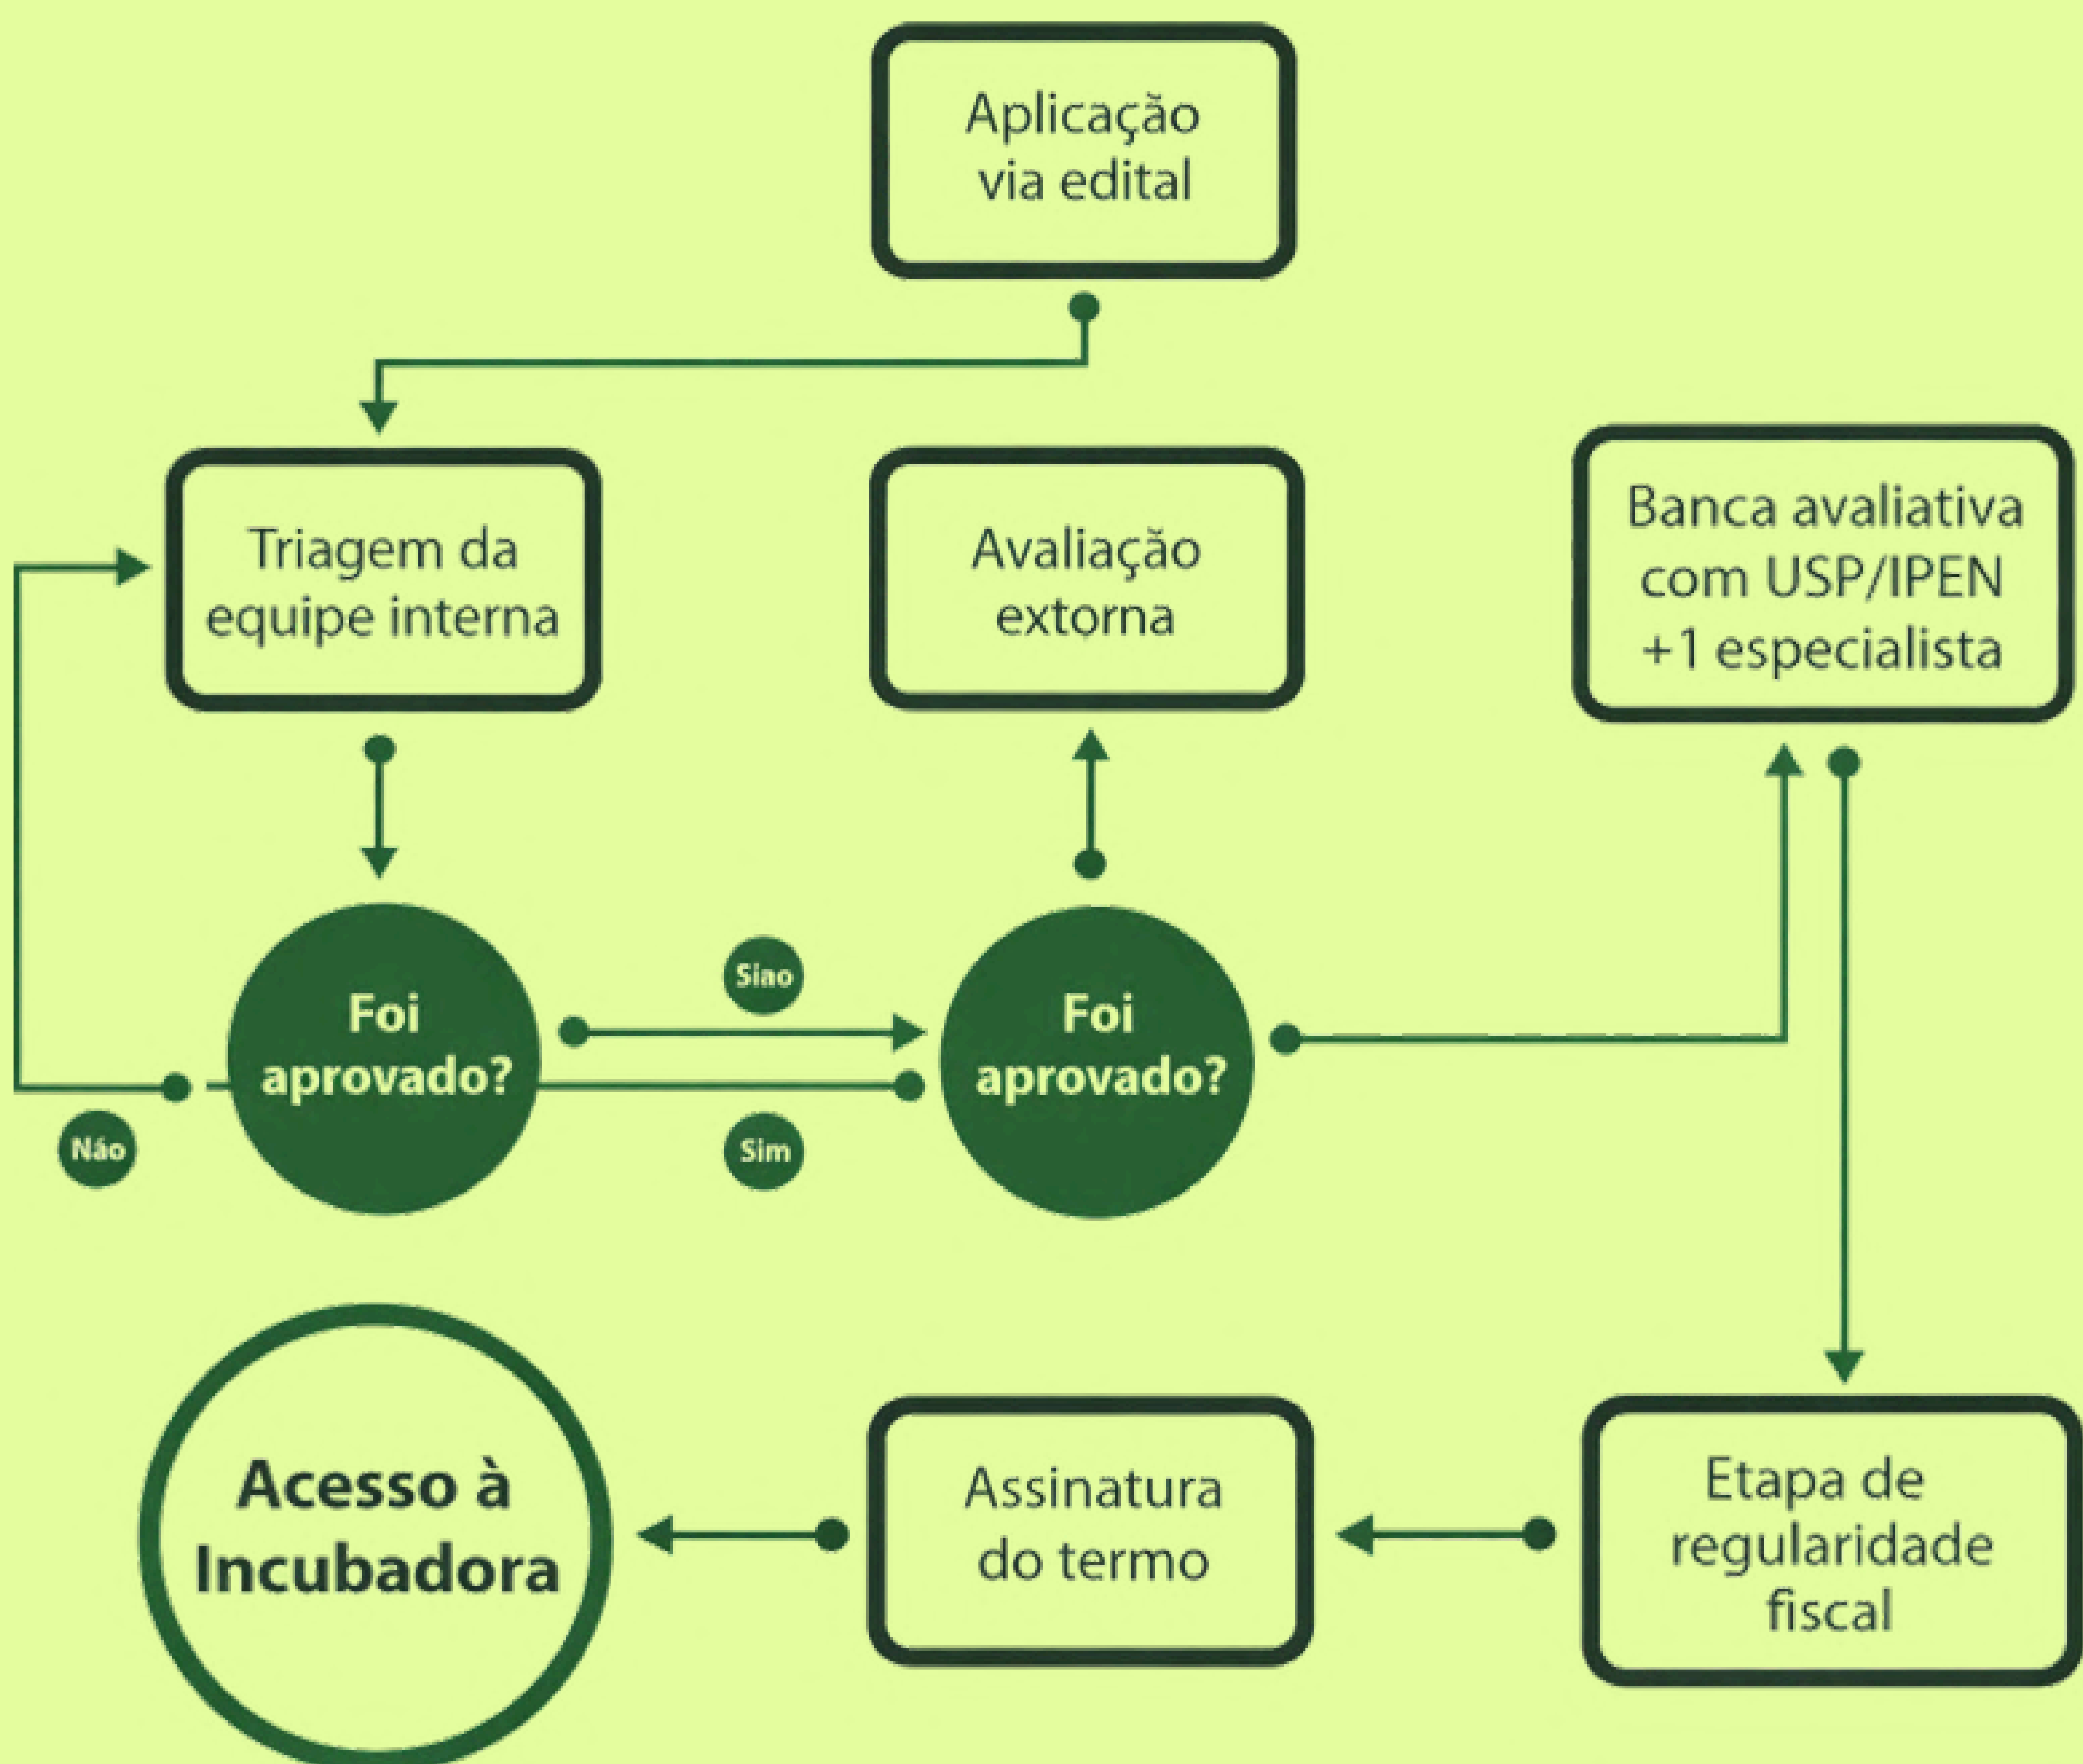 Aplicação
via edital
Triagem da
equipe interna
Avaliação
extorna
Banca avaliativa
com USP/IPEN
+1 especialista
Foi
aprovado?
Siao
Foi
aprovado?
Náo
Sim
Acesso à
Incubadora
Assinatura
do termo
Etapa de
regularidade
fiscal